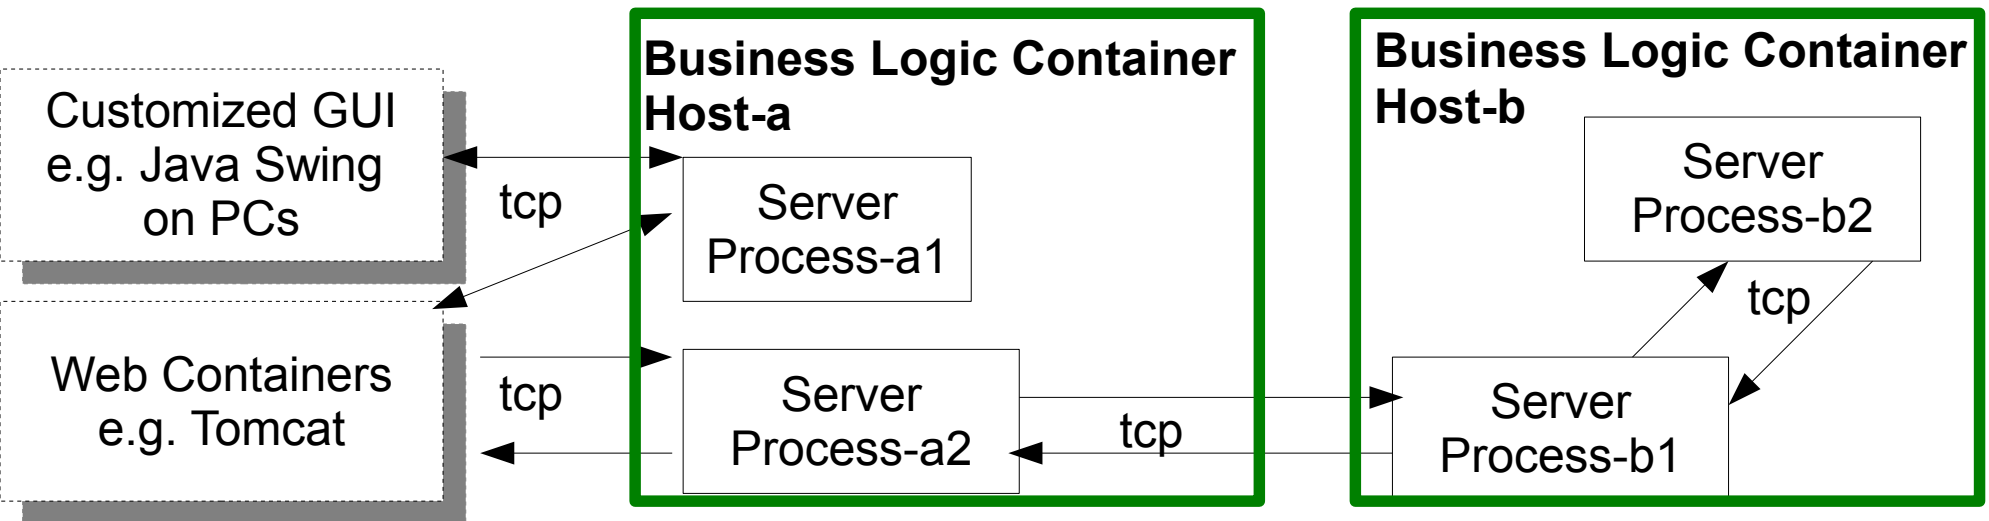 Customized GUI
e.g. Java Swing
on PCs
Web Containers
e.g. Tomcat
tcp
tcp
Business Logic Container
Host-a
Server
Process-a1
Server
Process-a2
tcp
Business Logic Container
Host-b
Server
Process-b2
tcp
Server
Process-b1